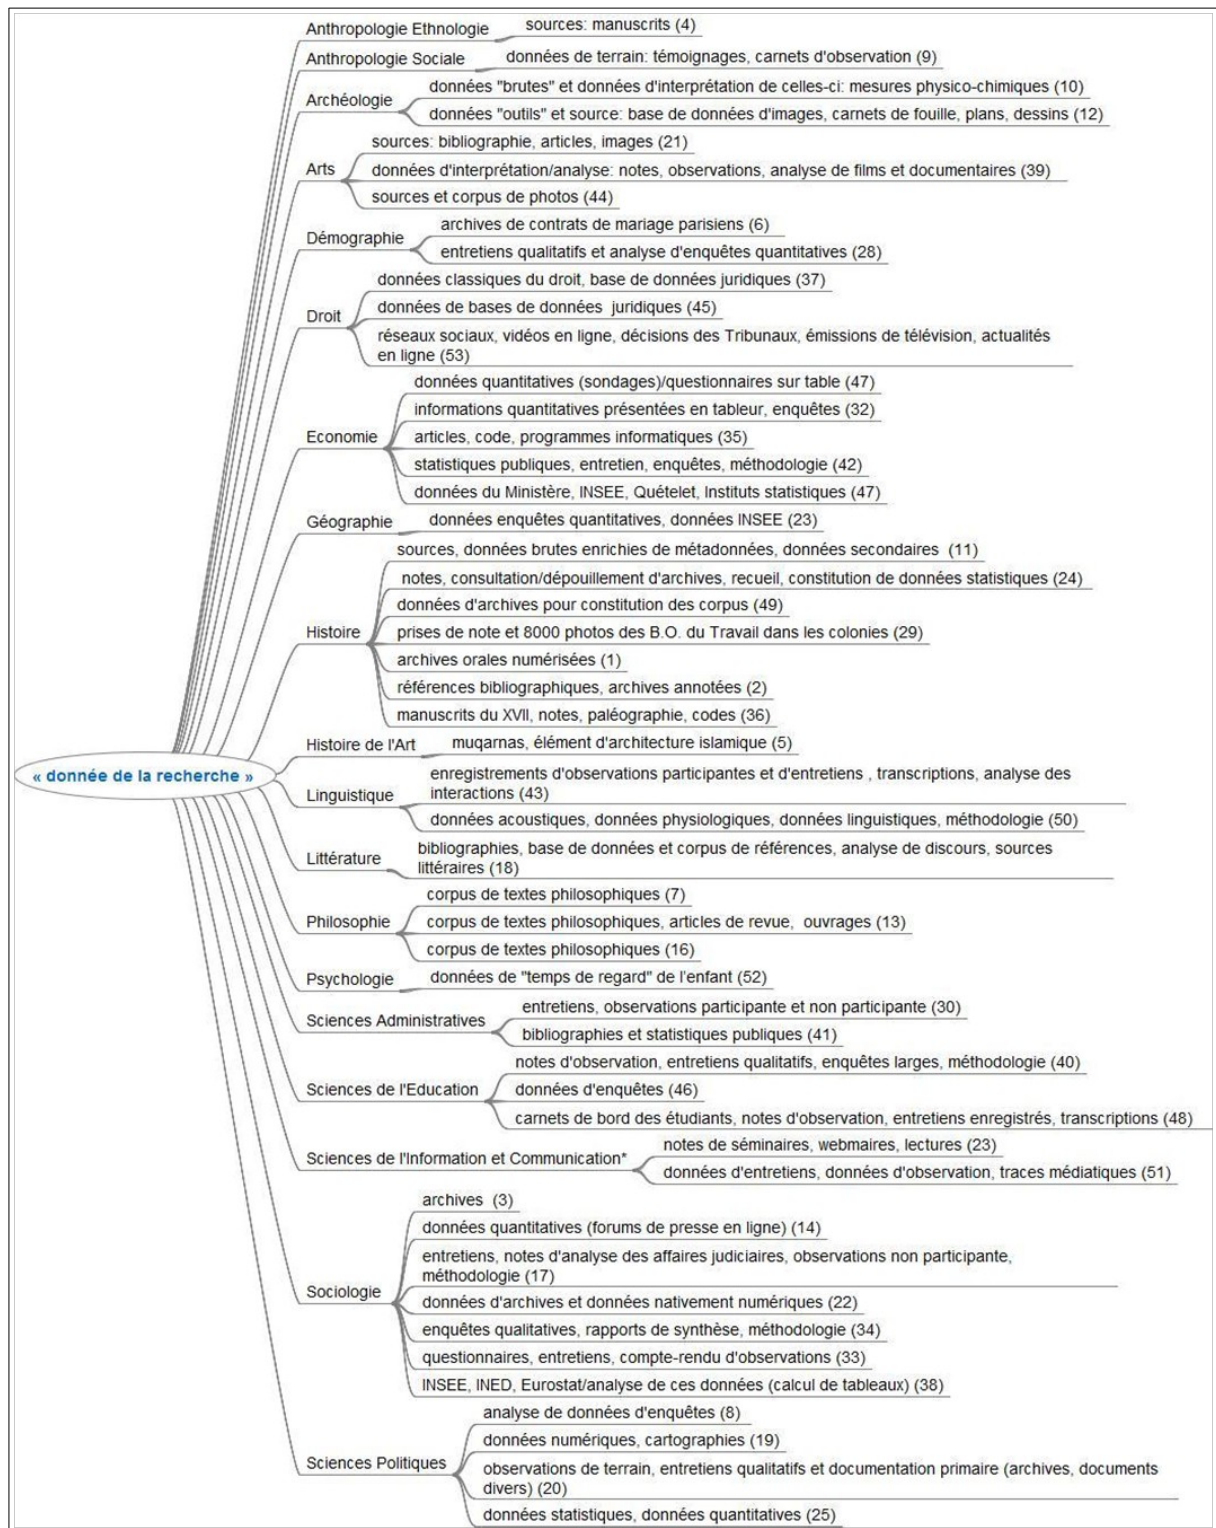 Anthropologie Ethnologie
sources: manuscrits (4)
Anthropologie Sociale
données de terrain: témoignages, carnets d'observation (9)
Archéologie
données "brutes" et données d'interprétation de celles-ci: mesures physico-chimiques (10)
données "outils" et source: base de données d'images, carnets de fouille, plans, dessins (12)
Arts
sources: bibliographie, articles, images (21)
données d'interprétation/analyse: notes, observations, analyse de films et documentaires (39)
sources et corpus de photos (44)
Démographie
archives de contrats de mariage parisiens (6)
entretiens qualitatifs et analyse d'enquêtes quantitatives (28)
Droit
données classiques du droit, base de données juridiques (37)
données de bases de données juridiques (45)
réseaux sociaux, vidéos en ligne, décisions des Tribunaux, émissions de télévision, actualités
en ligne (53)
Economie
données quantitatives (sondages)/questionnaires sur table (47)
informations quantitatives présentées en tableur, enquêtes (32)
articles, code, programmes informatiques (35)
statistiques publiques, entretien, enquêtes, méthodologie (42)
données du Ministère, INSEE, Quételet, Instituts statistiques (47)
Géographie
données enquêtes quantitatives, données INSEE (23)
Histoire
sources, données brutes enrichies de métadonnées, données secondaires (11)
notes, consultation/dépouillement d'archives, recueil, constitution de données statistiques (24)
données d'archives pour constitution des corpus (49)
prises de note et 8000 photos des B.O. du Travail dans les colonies (29)
archives orales numérisées (1)
références bibliographiques, archives annotées (2)
manuscrits du XVII, notes, paléographie, codes (36)
« donnée de la recherche »
Histoire de l'Art
muqarnas, élément d'architecture islamique (5)
Linguistique
enregistrements d'observations participantes et d'entretiens , transcriptions, analyse des
interactions (43)
données acoustiques, données physiologiques, données linguistiques, méthodologie (50)
Littérature
bibliographies, base de données et corpus de références, analyse de discours, sources
littéraires (18)
Philosophie
corpus de textes philosophiques (7)
corpus de textes philosophiques, articles de revue, ouvrages (13)
corpus de textes philosophiques (16)
Psychologie
données de "temps de regard" de l'enfant (52)
Sciences Administratives
entretiens, observations participante et non participante (30)
bibliographies et statistiques publiques (41)
Sciences de l'Education
notes d'observation, entretiens qualitatifs, enquêtes larges, méthodologie (40)
données d'enquêtes (46)
carnets de bord des étudiants, notes d'observation, entretiens enregistrés, transcriptions (48)
Sciences de l'Information et Communication*
notes de séminaires, webmaires, lectures (23)
données d'entretiens, données d'observation, traces médiatiques (51)
Sociologie
archives (3)
données quantitatives (forums de presse en ligne) (14)
entretiens, notes d'analyse des affaires judiciaires, observations non participante,
méthodologie (17)
données d'archives et données nativement numériques (22)
enquêtes qualitatives, rapports de synthèse, méthodologie (34)
questionnaires, entretiens, compte-rendu d'observations (33)
INSEE, INED, Eurostat/analyse de ces données (calcul de tableaux) (38)
Sciences Politiques
analyse de données d'enquêtes (8)
données numériques, cartographies (19)
observations de terrain, entretiens qualitatifs et documentation primaire (archives, documents
divers) (20)
données statistiques, données quantitatives (25)